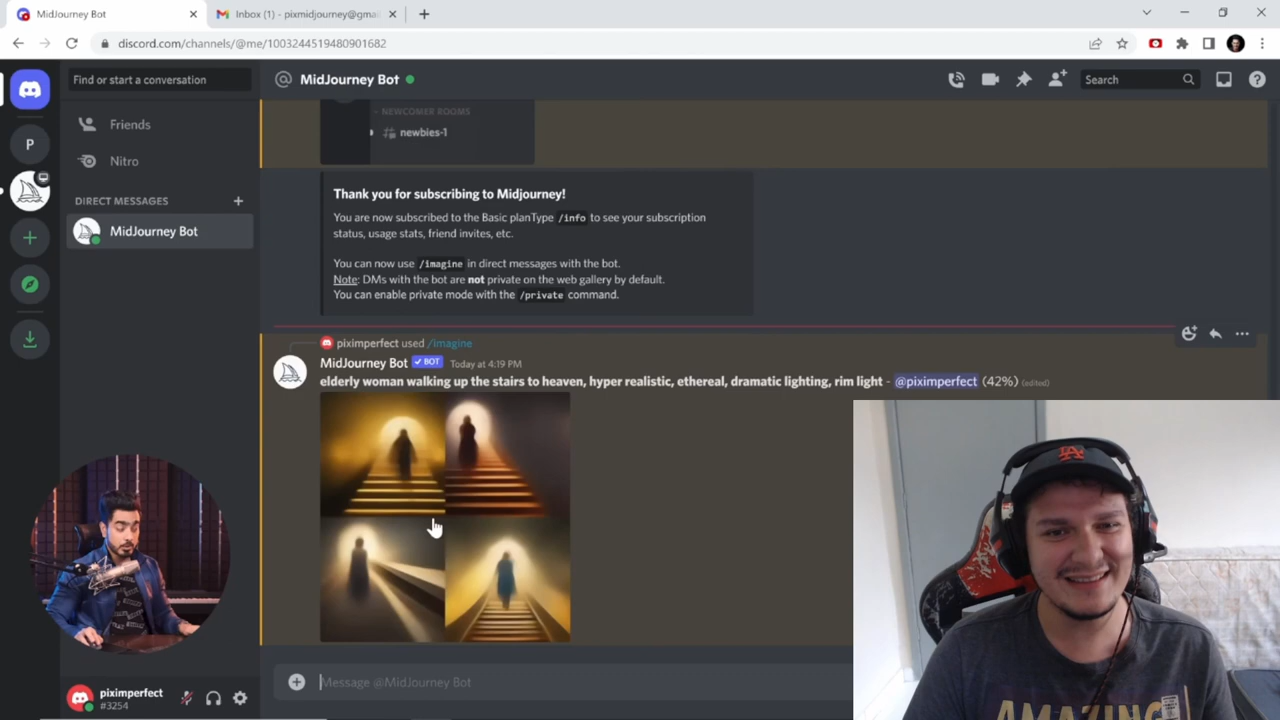 MidJourney Bot
Inbox (1) - pixmidjourney@gmai
discord.com/channels/@me/1003244519480901682
Find or start a conversation
MidJourney Bot
Search
Friends
Nitro
DIRECT MESSAGES
MidJourney Bot
P
NEWCOMER ROOMS
newbies-1
Thank you for subscribing to Midjourney!
You are now subscribed to the Basic planType /info to see your subscription
status, usage stats, friend invites, etc.
You can now use /imagine in direct messages with the bot.
Note: DMs with the bot are not private on the web gallery by default.
You can enable private mode with the /private command.
piximperfect used /imagine
MidJourney Bot BOT Today at 4:19 PM
elderly woman walking up the stairs to heaven, hyper realistic, ethereal, dramatic lighting, rim light - @piximperfect (42%) (edited)
Message @MidJourney Bot
piximperfect
#3254
LA
AMAZING